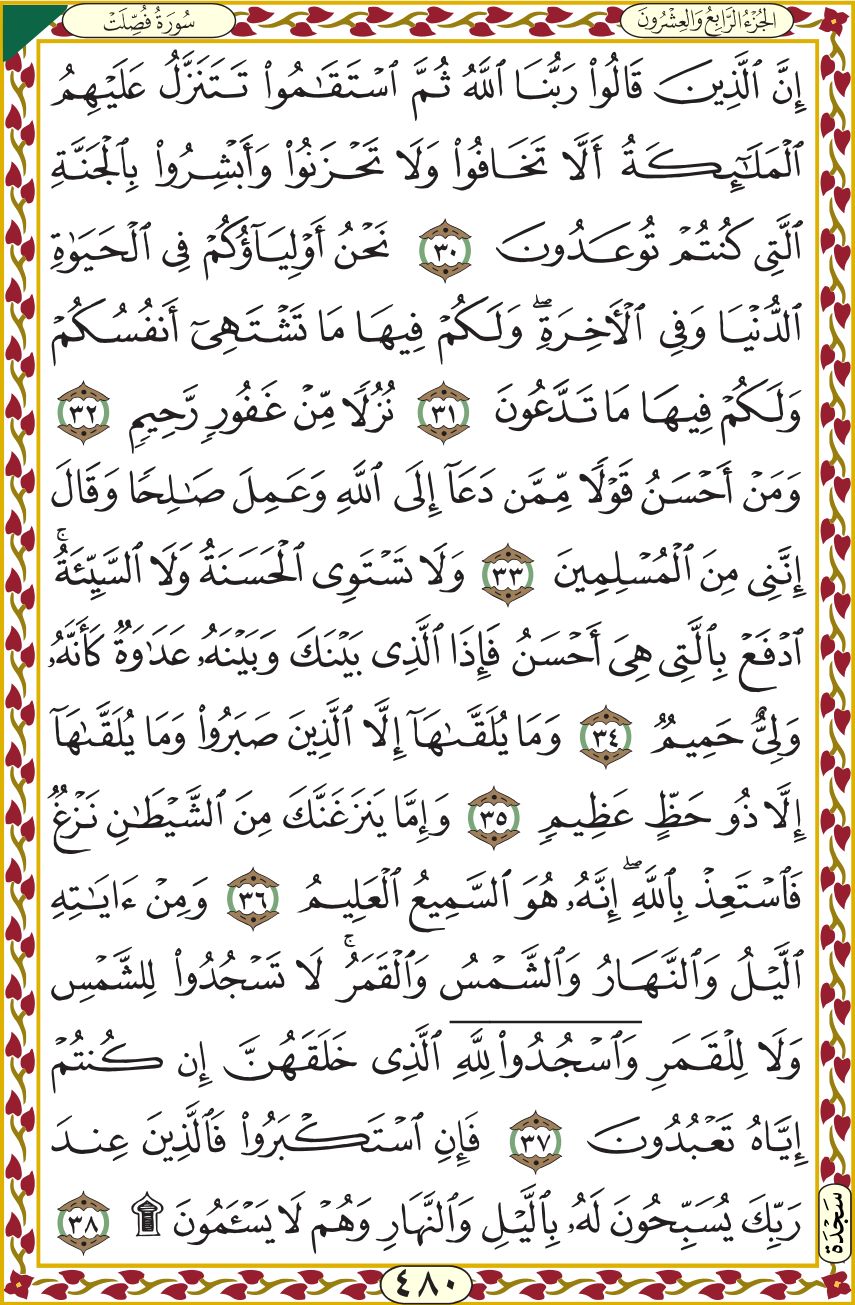 الجُزْءُ الرَّابِعُ وَالعِشْرُونَ
سُورَةُ فُصِّلَتْ
إِنَّ ٱلَّذِينَ قَالُوا۟ رَبُّنَا ٱللَّهُ ثُمَّ ٱسْتَقَـٰمُوا۟ تَتَنَزَّلُ عَلَيْهِمُ
ٱلْمَلَـٰٓئِكَةُ أَلَّا تَخَافُوا۟ وَلَا تَحْزَنُوا۟ وَأَبْشِرُوا۟ بِٱلْجَنَّةِ
ٱلَّتِى كُنتُمْ تُوعَدُونَ ٣٠ نَحْنُ أَوْلِيَآؤُكُمْ فِى ٱلْحَيَوٰةِ
ٱلدُّنْيَا وَفِى ٱلْـَٔاخِرَةِ ۖ وَلَكُمْ فِيهَا مَا تَشْتَهِىٓ أَنفُسُكُمْ
وَلَكُمْ فِيهَا مَا تَدَّعُونَ ٣١ نُزُلًا مِّنْ غَفُورٍ رَّحِيمٍ ٣٢
وَمَنْ أَحْسَنُ قَوْلًا مِّمَّن دَعَآ إِلَى ٱللَّهِ وَعَمِلَ صَـٰلِحًا وَقَالَ
إِنَّنِى مِنَ ٱلْمُسْلِمِينَ ٣٣ وَلَا تَسْتَوِى ٱلْحَسَنَةُ وَلَا ٱلسَّيِّئَةُ ۚ
ٱدْفَعْ بِٱلَّتِى هِىَ أَحْسَنُ فَإِذَا ٱلَّذِى بَيْنَكَ وَبَيْنَهُۥ عَدَٰوَةٌ كَأَنَّهُۥ
وَلِىٌّ حَمِيمٌ ٣٤ وَمَا يُلَقَّىٰهَآ إِلَّا ٱلَّذِينَ صَبَرُوا۟ وَمَا يُلَقَّىٰهَآ
إِلَّا ذُو حَظٍّ عَظِيمٍ ٣٥ وَإِمَّا يَنزَغَنَّكَ مِنَ ٱلشَّيْطَـٰنِ نَزْغٌ
فَٱسْتَعِذْ بِٱللَّهِ ۖ إِنَّهُۥ هُوَ ٱلسَّمِيعُ ٱلْعَلِيمُ ٣٦ وَمِنْ ءَايَـٰتِهِ
ٱلَّيْلُ وَٱلنَّهَارُ وَٱلشَّمْسُ وَٱلْقَمَرُ ۚ لَا تَسْجُدُوا۟ لِلشَّمْسِ
وَلَا لِلْقَمَرِ وَٱسْجُدُوا۟ لِلَّهِ ٱلَّذِى خَلَقَهُنَّ إِن كُنتُمْ
إِيَّاهُ تَعْبُدُونَ ٣٧ فَإِنِ ٱسْتَكْبَرُوا۟ فَٱلَّذِينَ عِندَ
رَبِّكَ يُسَبِّحُونَ لَهُۥ بِٱلَّيْلِ وَٱلنَّهَارِ وَهُمْ لَا يَسْـَٔمُونَ ۩ ٣٨
سَجْدَة
٤٨٠